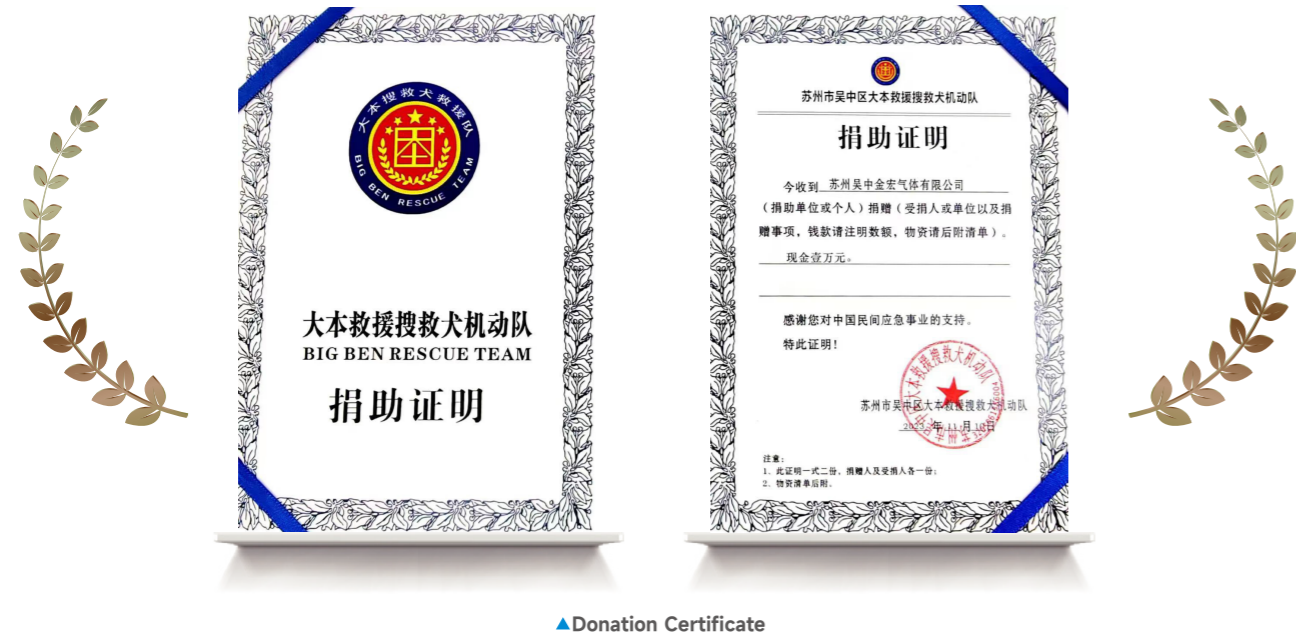 大本搜救犬救援队
BIG BEN RESCUE TEAM
大本救援搜救犬机动队
BIG BEN RESCUE TEAM
捐助证明
苏州市吴中区大本救援搜救犬机动队
捐助证明
今收到 苏州吴中金宏气体有限公司
（捐助单位或个人）捐赠（受捐人或单位以及捐
赠事项，钱款请注明数额，物资请后附清单）。
现金壹万元。
感谢您对中国民间应急事业的支持。
特此证明！
苏州市吴中区大本救援搜救犬机动队
2023 年 11 月 10 日
注意：
1. 此证明一式二份，捐赠人及受捐人各一份；
2. 物资清单后附。
▲Donation Certificate